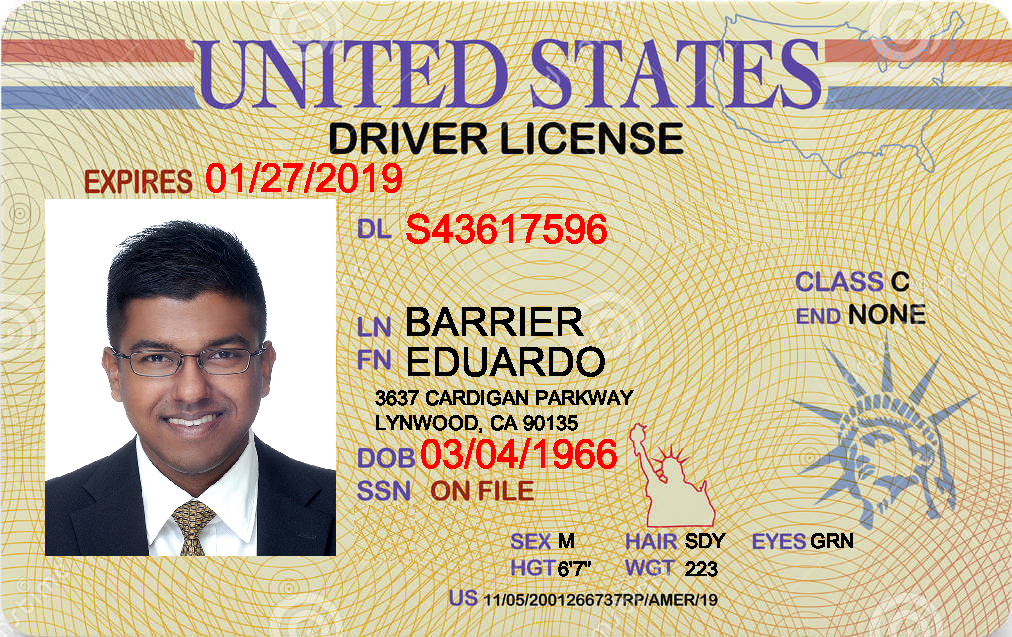 UNITED STATES
DRIVER LICENSE
EXPIRES 01/27/2019
DL S43617596
CLASS C
END NONE
LN BARRIER
FN EDUARDO
3637 CARDIGAN PARKWAY
LYNWOOD, CA 90135
DOB 03/04/1966
SSN ON FILE
SEX M HAIR SDY EYES GRN
HGT 6'7" WGT 223
US 11/05/2001266737RP/AMER/19